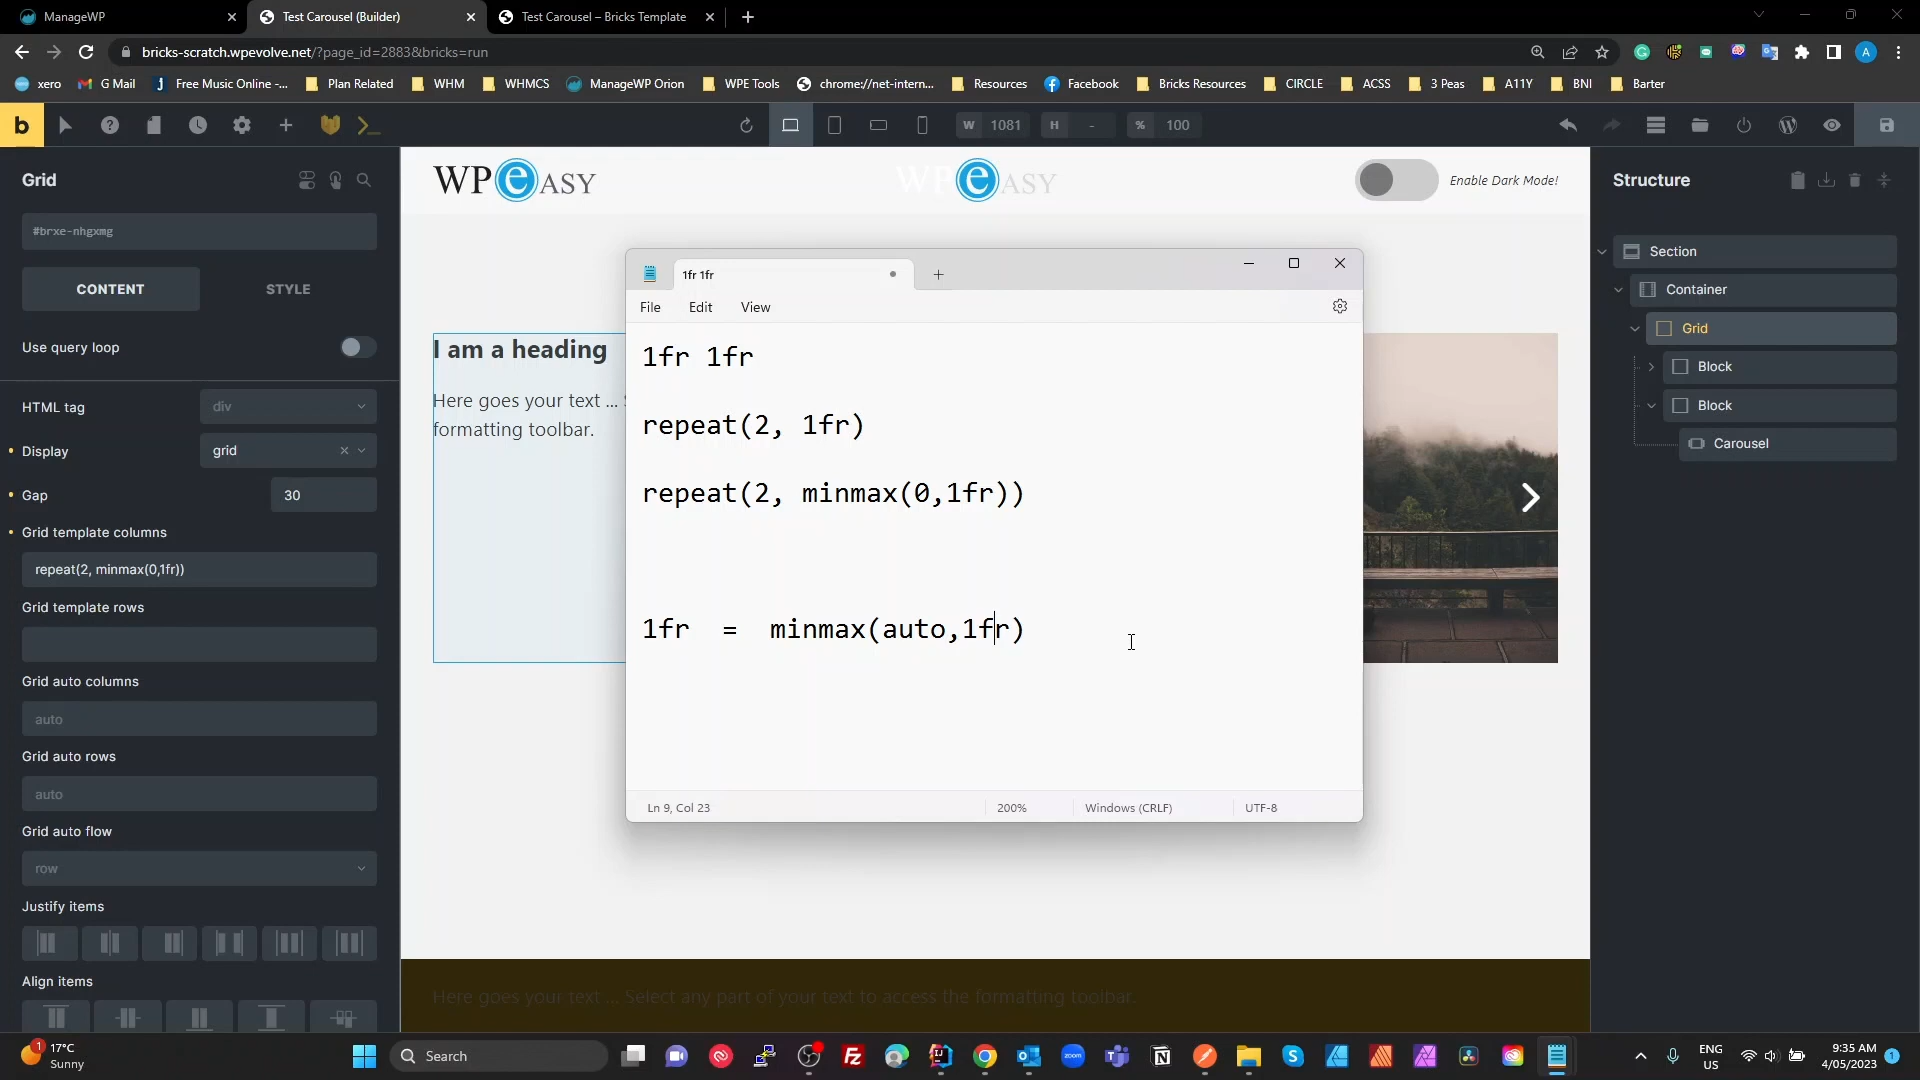 ManageWP
Test Carousel (Builder)
Test Carousel – Bricks Template
bricks-scratch.wpevolve.net/?page_id=2883&bricks=run
A
xero
G Mail
Free Music Online -...
Plan Related
WHM
WHMCS
ManageWP Orion
WPE Tools
chrome://net-intern...
Resources
Facebook
Bricks Resources
CIRCLE
ACSS
3 Peas
A11Y
BNI
Barter
b
W 1081
H -
% 100
Grid
#brxe-nhgxmg
CONTENT
STYLE
Use query loop
HTML tag
div
Display
grid
Gap
30
Grid template columns
repeat(2, minmax(0,1fr))
Grid template rows
Grid auto columns
auto
Grid auto rows
auto
Grid auto flow
row
Justify items
Align items
WPeASY
WPeASY
Enable Dark Mode!
I am a heading
Here goes your text ... S
formatting toolbar.
1fr 1fr
File
Edit
View
1fr 1fr
repeat(2, 1fr)
repeat(2, minmax(0,1fr))
1fr = minmax(auto,1fr)
Ln 9, Col 23
200%
Windows (CRLF)
UTF-8
Here goes your text ... Select any part of your text to access the formatting toolbar.
Structure
Section
Container
Grid
Block
Block
Carousel
1
17°C
Sunny
Search
zoom
ENG
US
9:35 AM
4/05/2023
1